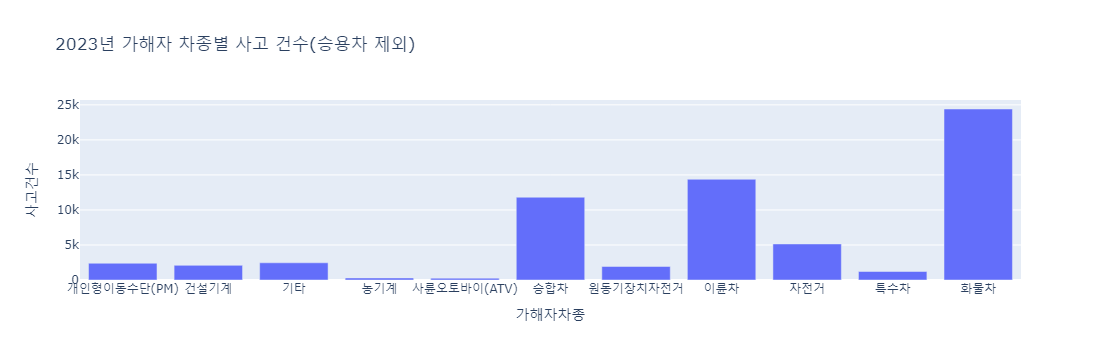 2023년 가해자 차종별 사고 건수(승용차 제외)
25k
20k
15k
10k
5k
0
사고건수
개인형이동수단(PM) 건설기계 기타 농기계 사륜오토바이(ATV) 승합차 원동기장치자전거 이륜차 자전거 특수차 화물차
가해자차종